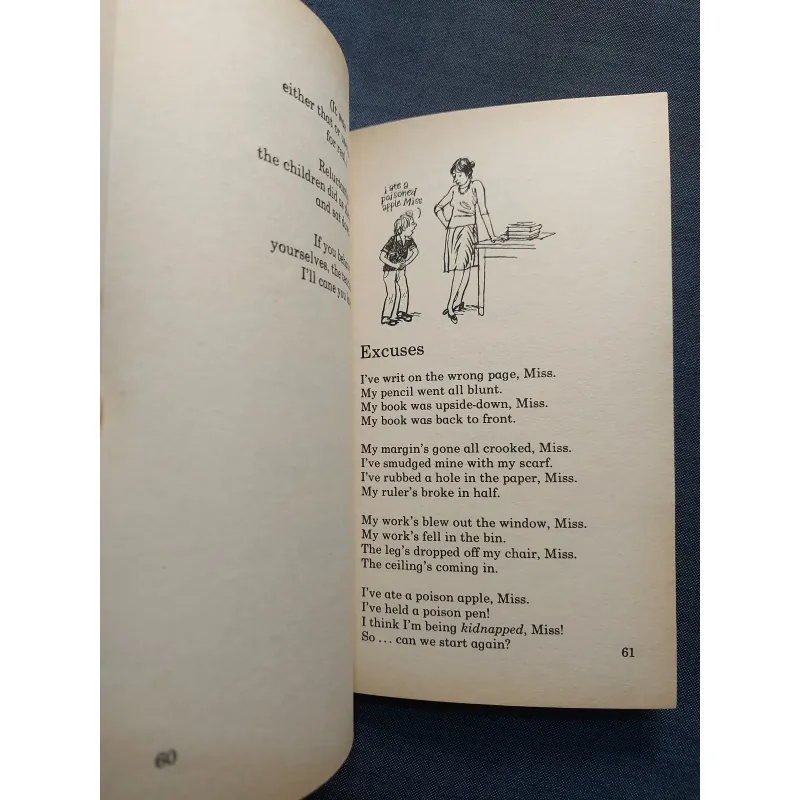 (It was
either that or
for
Reluctantly
the children did as
and sat down
If you
yourselves, the
I'll cane you
60
i ate a
poisoned
apple Miss
Excuses
I've writ on the wrong page, Miss.
My pencil went all blunt.
My book was upside-down, Miss.
My book was back to front.
My margin's gone all crooked, Miss.
I've smudged mine with my scarf.
I've rubbed a hole in the paper, Miss.
My ruler's broke in half.
My work's blew out the window, Miss.
My work's fell in the bin.
The leg's dropped off my chair, Miss.
The ceiling's coming in.
I've ate a poison apple, Miss.
I've held a poison pen!
I think I'm being kidnapped, Miss!
So ... can we start again?
61